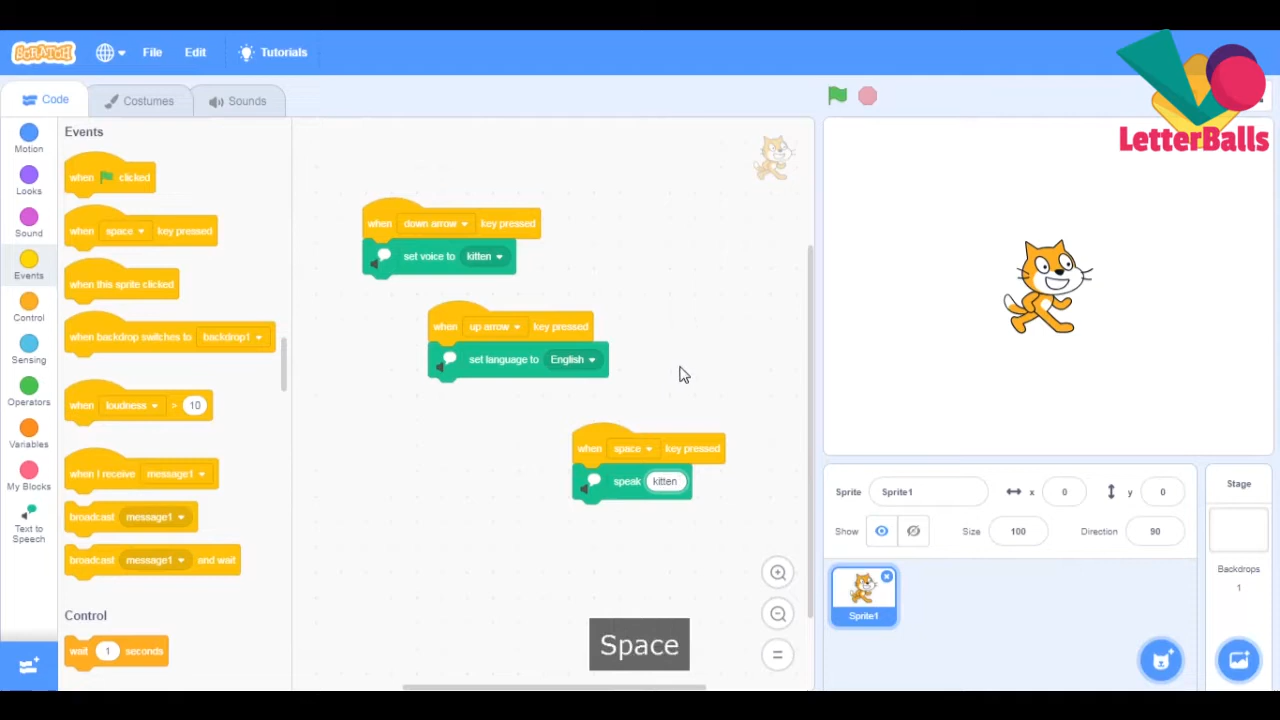 SCRATCH
File
Edit
Tutorials
LetterBalls
Code
Costumes
Sounds
Motion
Looks
Sound
Events
Control
Sensing
Operators
Variables
My Blocks
Text to
Speech
Events
when clicked
when space key pressed
when this sprite clicked
when backdrop switches to backdrop1
when loudness > 10
when I receive message1
broadcast message1
broadcast message1 and wait
Control
wait 1 seconds
when down arrow key pressed
set voice to kitten
when up arrow key pressed
set language to English
when space key pressed
speak kitten
Space
Sprite Sprite1 x 0 y 0
Show Size 100 Direction 90
Sprite1
Stage
Backdrops
1